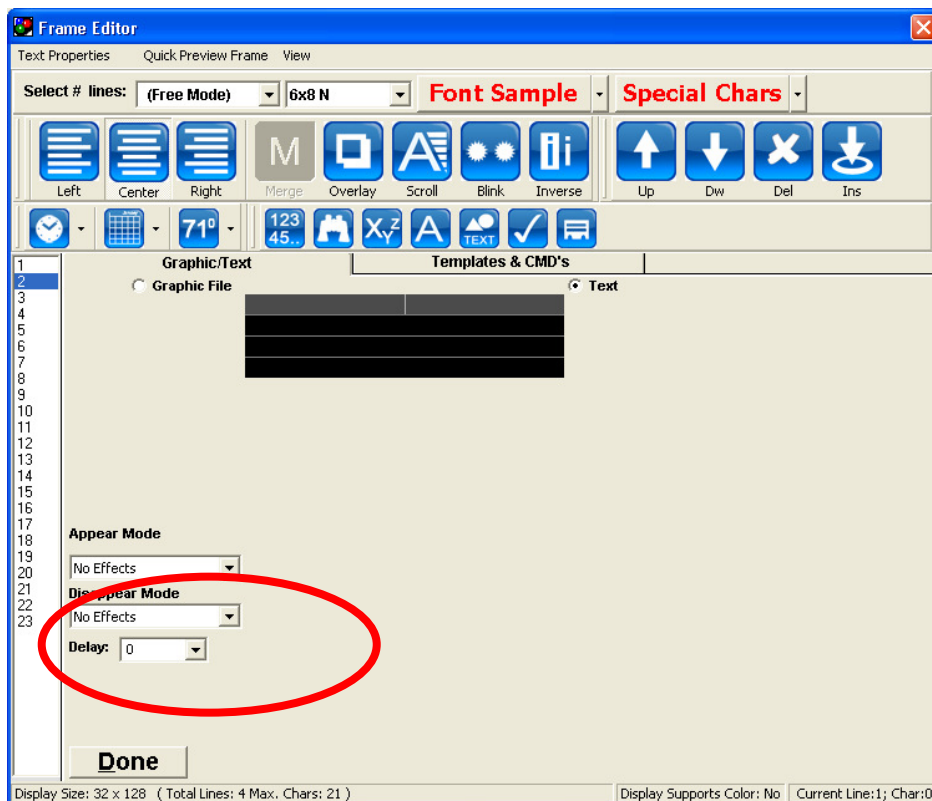 Frame Editor
Text Properties Quick Preview Frame View
Select # lines: (Free Mode) 6x8 N Font Sample Special Chars
M
Left Center Right Merge Overlay Scroll Blink Inverse Up Dw Del Ins
71º 123 45.. XYZ A TEXT
Graphic/Text Templates & CMD's
Graphic File Text
1
2
3
4
5
6
7
8
9
10
11
12
13
14
15
16
17
18
19
20
21
22
23
Appear Mode
No Effects
Disappear Mode
No Effects
Delay: 0
Done
Display Size: 32 x 128 ( Total Lines: 4 Max. Chars: 21 ) Display Supports Color: No Current Line:1; Char:0